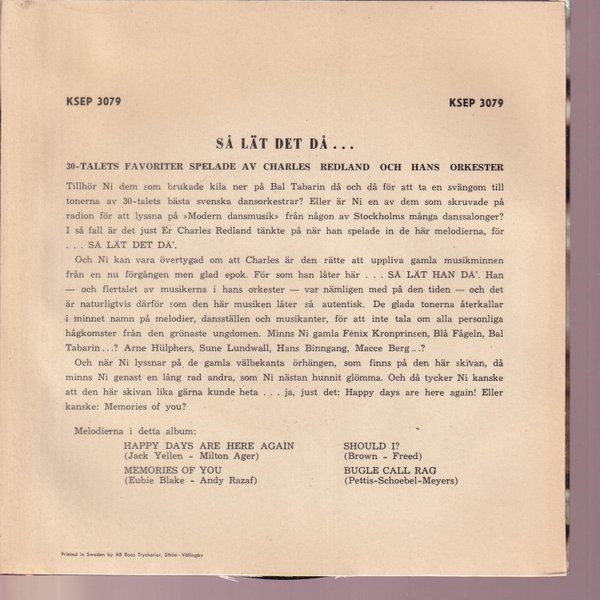 KSEP 3079 KSEP 3079
SÅ LÄT DET DÅ . . .
30-TALETS FAVORITER SPELADE AV CHARLES REDLAND OCH HANS ORKESTER
Tillhör Ni dem som brukade kila ner på Bal Tabarin då och då för att ta en svängom till
tonerna av 30-talets bästa svenska dansorkestrar? Eller är Ni en av dem som skruvade på
radion för att lyssna på »Modern dansmusik» från någon av Stockholms många danssalonger?
I så fall är det just Er Charles Redland tänkte på när han spelade in de här melodierna, för
. . . SÅ LÄT DET DÅ'.
Och Ni kan vara övertygad om att Charles är den rätte att uppliva gamla musikminnen
från en nu förgången men glad epok. För som han låter här . . . SÅ LÄT HAN DÅ'. Han
— och flertalet av musikerna i hans orkester — var nämligen med på den tiden — och det
är naturligtvis därför som den här musiken låter så autentisk. De glada tonerna återkallar
i minnet namn på melodier, dansställen och musikanter, för att inte tala om alla personliga
hågkomster från den grönaste ungdomen. Minns Ni gamla Fenix Kronprinsen, Blå Fågeln, Bal
Tabarin . . .? Arne Hülphers, Sune Lundwall, Hans Binngang, Macce Berg . . .?
Och när Ni lyssnar på de gamla välbekanta örhängen, som finns på den här skivan, då
minns Ni genast en lång rad andra, som Ni nästan hunnit glömma. Och då tycker Ni kanske
att den här skivan lika gärna kunde heta . . . ja, just det: Happy days are here again! Eller
kanske: Memories of you?
Melodierna i detta album:
HAPPY DAYS ARE HERE AGAIN SHOULD I?
(Jack Yellen - Milton Ager) (Brown - Freed)
MEMORIES OF YOU BUGLE CALL RAG
(Eubie Blake - Andy Razaf) (Pettis-Schoebel-Meyers)
Printed in Sweden by AB Roos Tryckerier, Sthlm - Vällingby